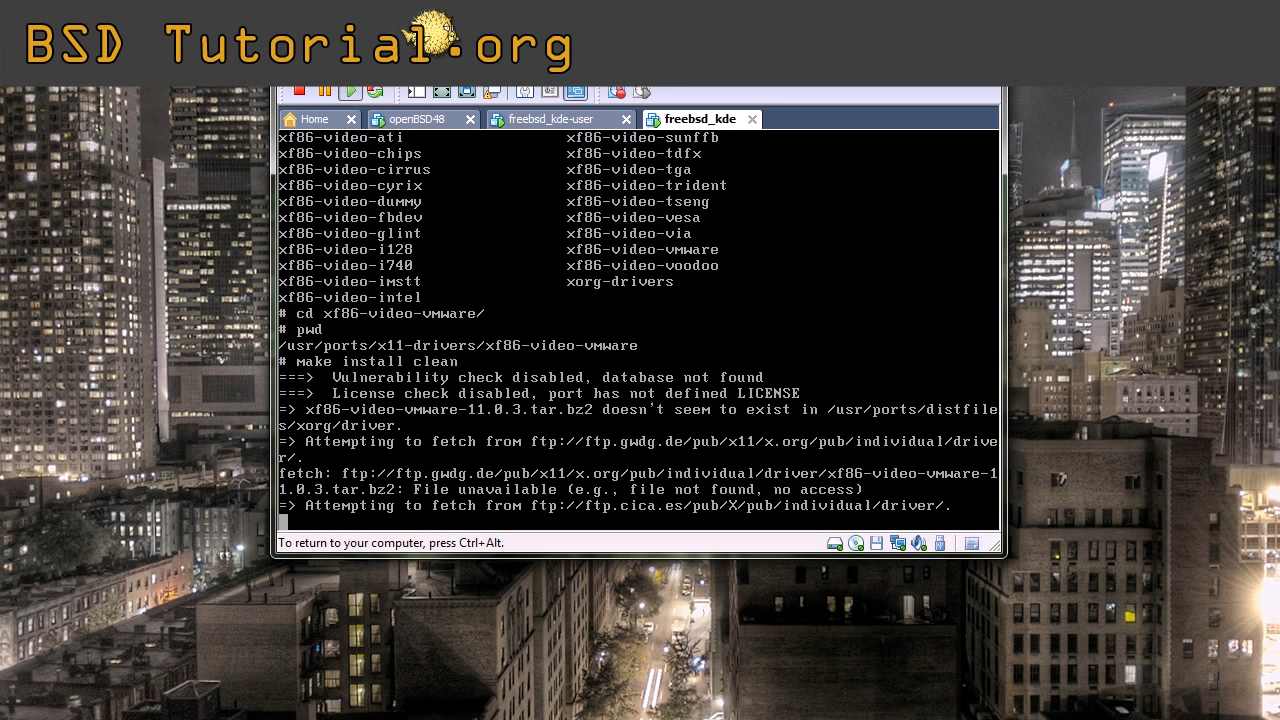 BSD Tutorial.org
Home
openBSD48
freebsd_kde-user
freebsd_kde
xf86-video-ati xf86-video-sunffb
xf86-video-chips xf86-video-tdfx
xf86-video-cirrus xf86-video-tga
xf86-video-cyrix xf86-video-trident
xf86-video-dummy xf86-video-tseng
xf86-video-fbdev xf86-video-vesa
xf86-video-glint xf86-video-via
xf86-video-i128 xf86-video-vmware
xf86-video-i740 xf86-video-voodoo
xf86-video-imstt xorg-drivers
xf86-video-intel
# cd xf86-video-vmware/
# pwd
/usr/ports/x11-drivers/xf86-video-vmware
# make install clean
===>  Vulnerability check disabled, database not found
===>  License check disabled, port has not defined LICENSE
=> xf86-video-vmware-11.0.3.tar.bz2 doesn't seem to exist in /usr/ports/distfile
s/xorg/driver.
=> Attempting to fetch from ftp://ftp.gwdg.de/pub/x11/x.org/pub/individual/drive
r/.
fetch: ftp://ftp.gwdg.de/pub/x11/x.org/pub/individual/driver/xf86-video-vmware-1
1.0.3.tar.bz2: File unavailable (e.g., file not found, no access)
=> Attempting to fetch from ftp://ftp.cica.es/pub/X/pub/individual/driver/.
To return to your computer, press Ctrl+Alt.